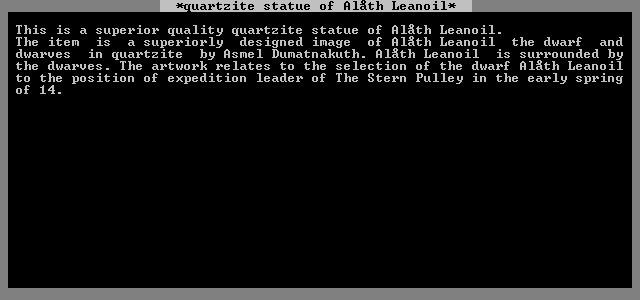 *quartzite statue of Alåth Leanoil*
This is a superior quality quartzite statue of Alåth Leanoil.
The item is a superiorly designed image of Alåth Leanoil the dwarf and
dwarves in quartzite by Asmel Dumatnakuth. Alåth Leanoil is surrounded by
the dwarves. The artwork relates to the selection of the dwarf Alåth Leanoil
to the position of expedition leader of The Stern Pulley in the early spring
of 14.